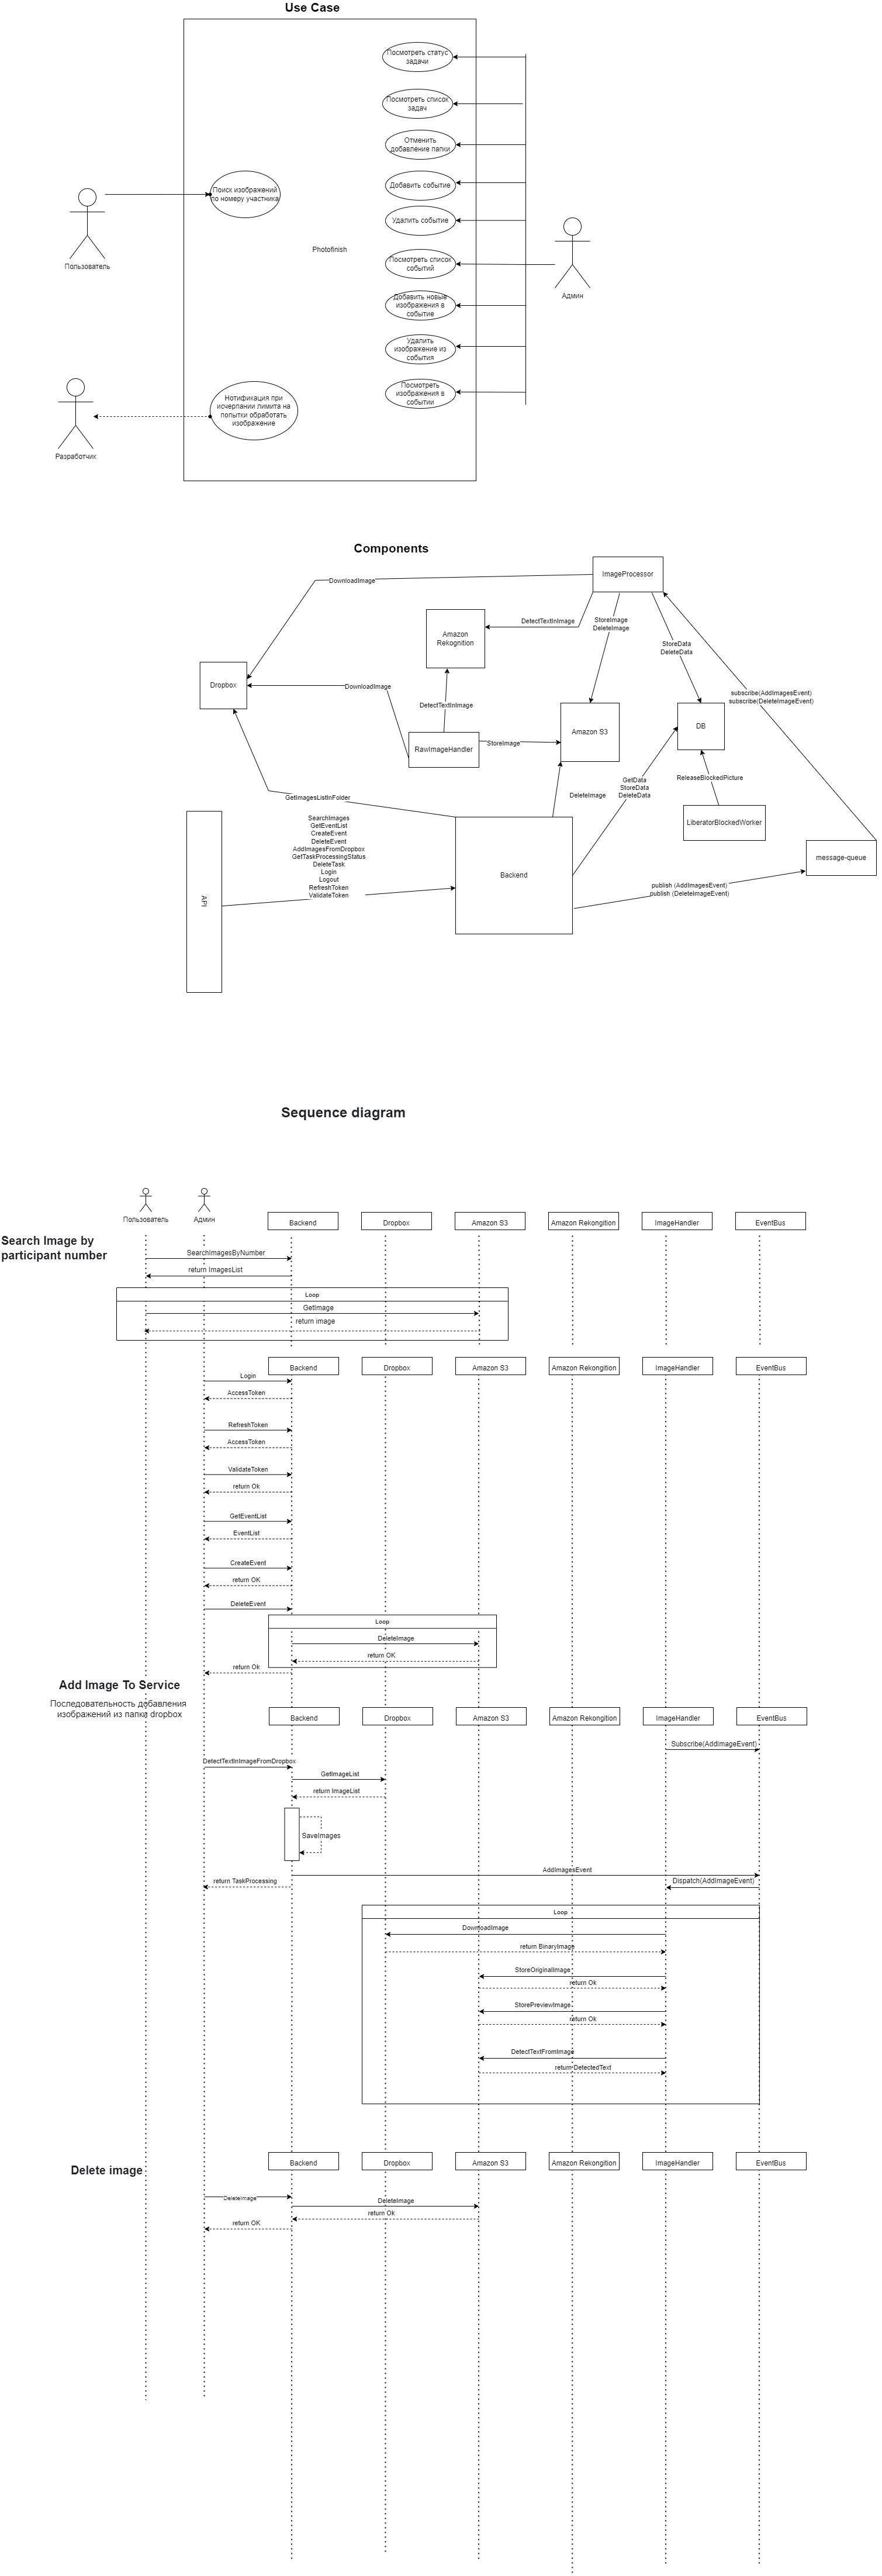 Use Case
Посмотреть статус
задачи
Посмотреть список
задач
Отменить
добавление папки
Добавить событие
Поиск изображений
по номеру участника
Удалить событие
Photofinish
Посмотреть список
событий
Пользователь
Админ
Добавить новые
изображения в
событие
Удалить
изображение из
события
Посмотреть
изображения в
событии
Нотификация при
исчерпании лимита на
попытки обработать
изображение
Разработчик
Components
ImageProcessor
DownloadImage
DetectTextInImage
StoreImage
DeleteImage
Amazon
Rekognition
StoreData
DeleteData
Dropbox
DownloadImage
subscribe(AddImagesEvent)
subscribe(DeleteImageEvent)
DetectTextInImage
Amazon S3
DB
RawImageHandler
StoreImage
ReleaseBlockedPicture
GetData
StoreData
DeleteData
DeleteImage
GetImagesListInFolder
LiberatorBlockedWorker
SearchImages
GetEventList
CreateEvent
DeleteEvent
AddImagesFromDropbox
GetTaskProcessingStatus
DeleteTask
Login
Logout
RefreshToken
ValidateToken
message-queue
Backend
API
publish (AddImagesEvent)
publish (DeleteImageEvent)
Sequence diagram
Пользователь
Админ
Backend
Dropbox
Amazon S3
Amazon Rekongition
ImageHandler
EventBus
Search Image by
participant number
SearchImagesByNumber
return ImagesList
Loop
GetImage
return image
Backend
Dropbox
Amazon S3
Amazon Rekongition
ImageHandler
EventBus
Login
AccessToken
RefreshToken
AccessToken
ValidateToken
return Ok
GetEventList
EventList
CreateEvent
return OK
DeleteEvent
Loop
DeleteImage
return OK
return Ok
Add Image To Service
Последовательность добавления
изображений из папки dropbox
Backend
Dropbox
Amazon S3
Amazon Rekongition
ImageHandler
EventBus
Subscribe(AddImageEvent)
DetectTextInImageFromDropbox
GetImageList
return ImageList
SaveImages
AddImagesEvent
return TaskProcessing
Dispatch(AddImageEvent)
Loop
DownloadImage
return BinaryImage
StoreOriginalImage
return Ok
StorePreviewImage
return Ok
DetectTextFromImage
return DetectedText
Backend
Dropbox
Amazon S3
Amazon Rekongition
ImageHandler
EventBus
Delete image
DeleteImage
DeleteImage
return Ok
return OK